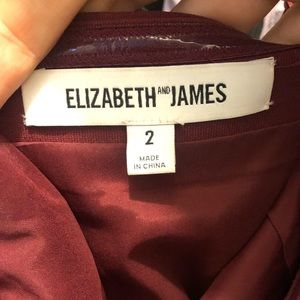 ELIZABETH AND JAMES
2
MADE
IN CHINA